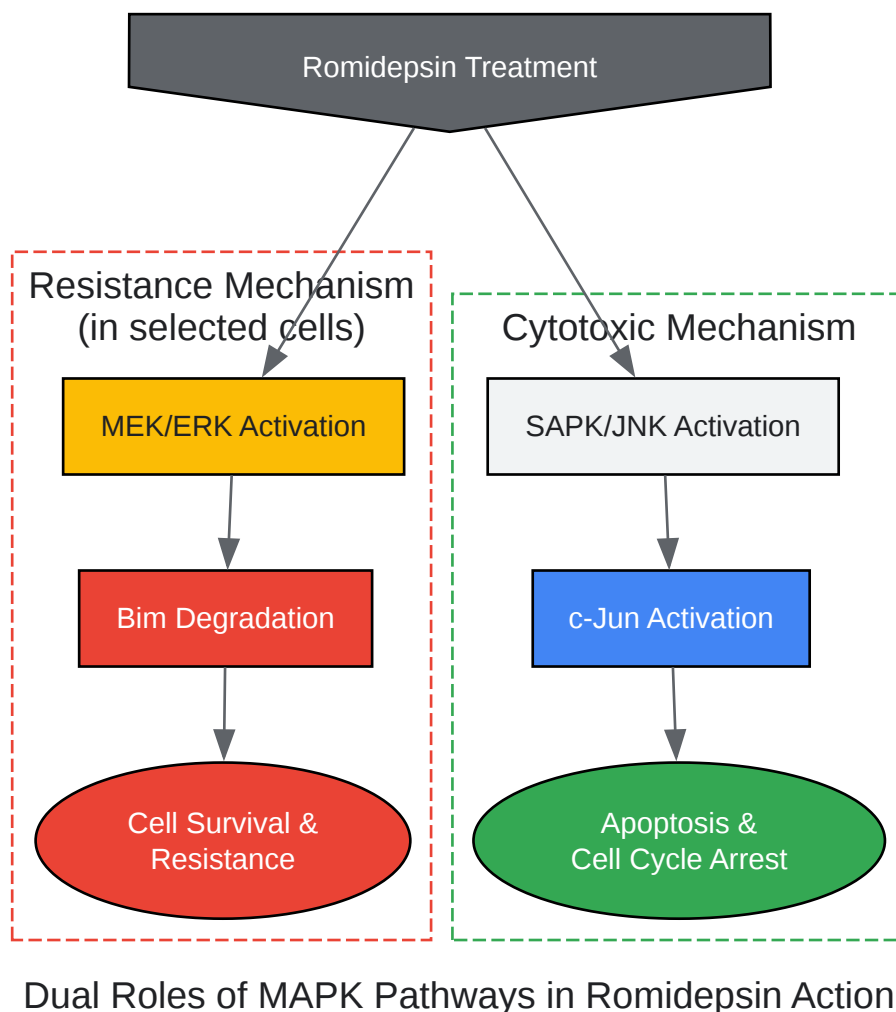 Romidepsin Treatment
Resistance Mechanism
(in selected cells)
MEK/ERK Activation
Bim Degradation
Cell Survival &
Resistance
Cytotoxic Mechanism
SAPK/JNK Activation
c-Jun Activation
Apoptosis &
Cell Cycle Arrest
Dual Roles of MAPK Pathways in Romidepsin Action